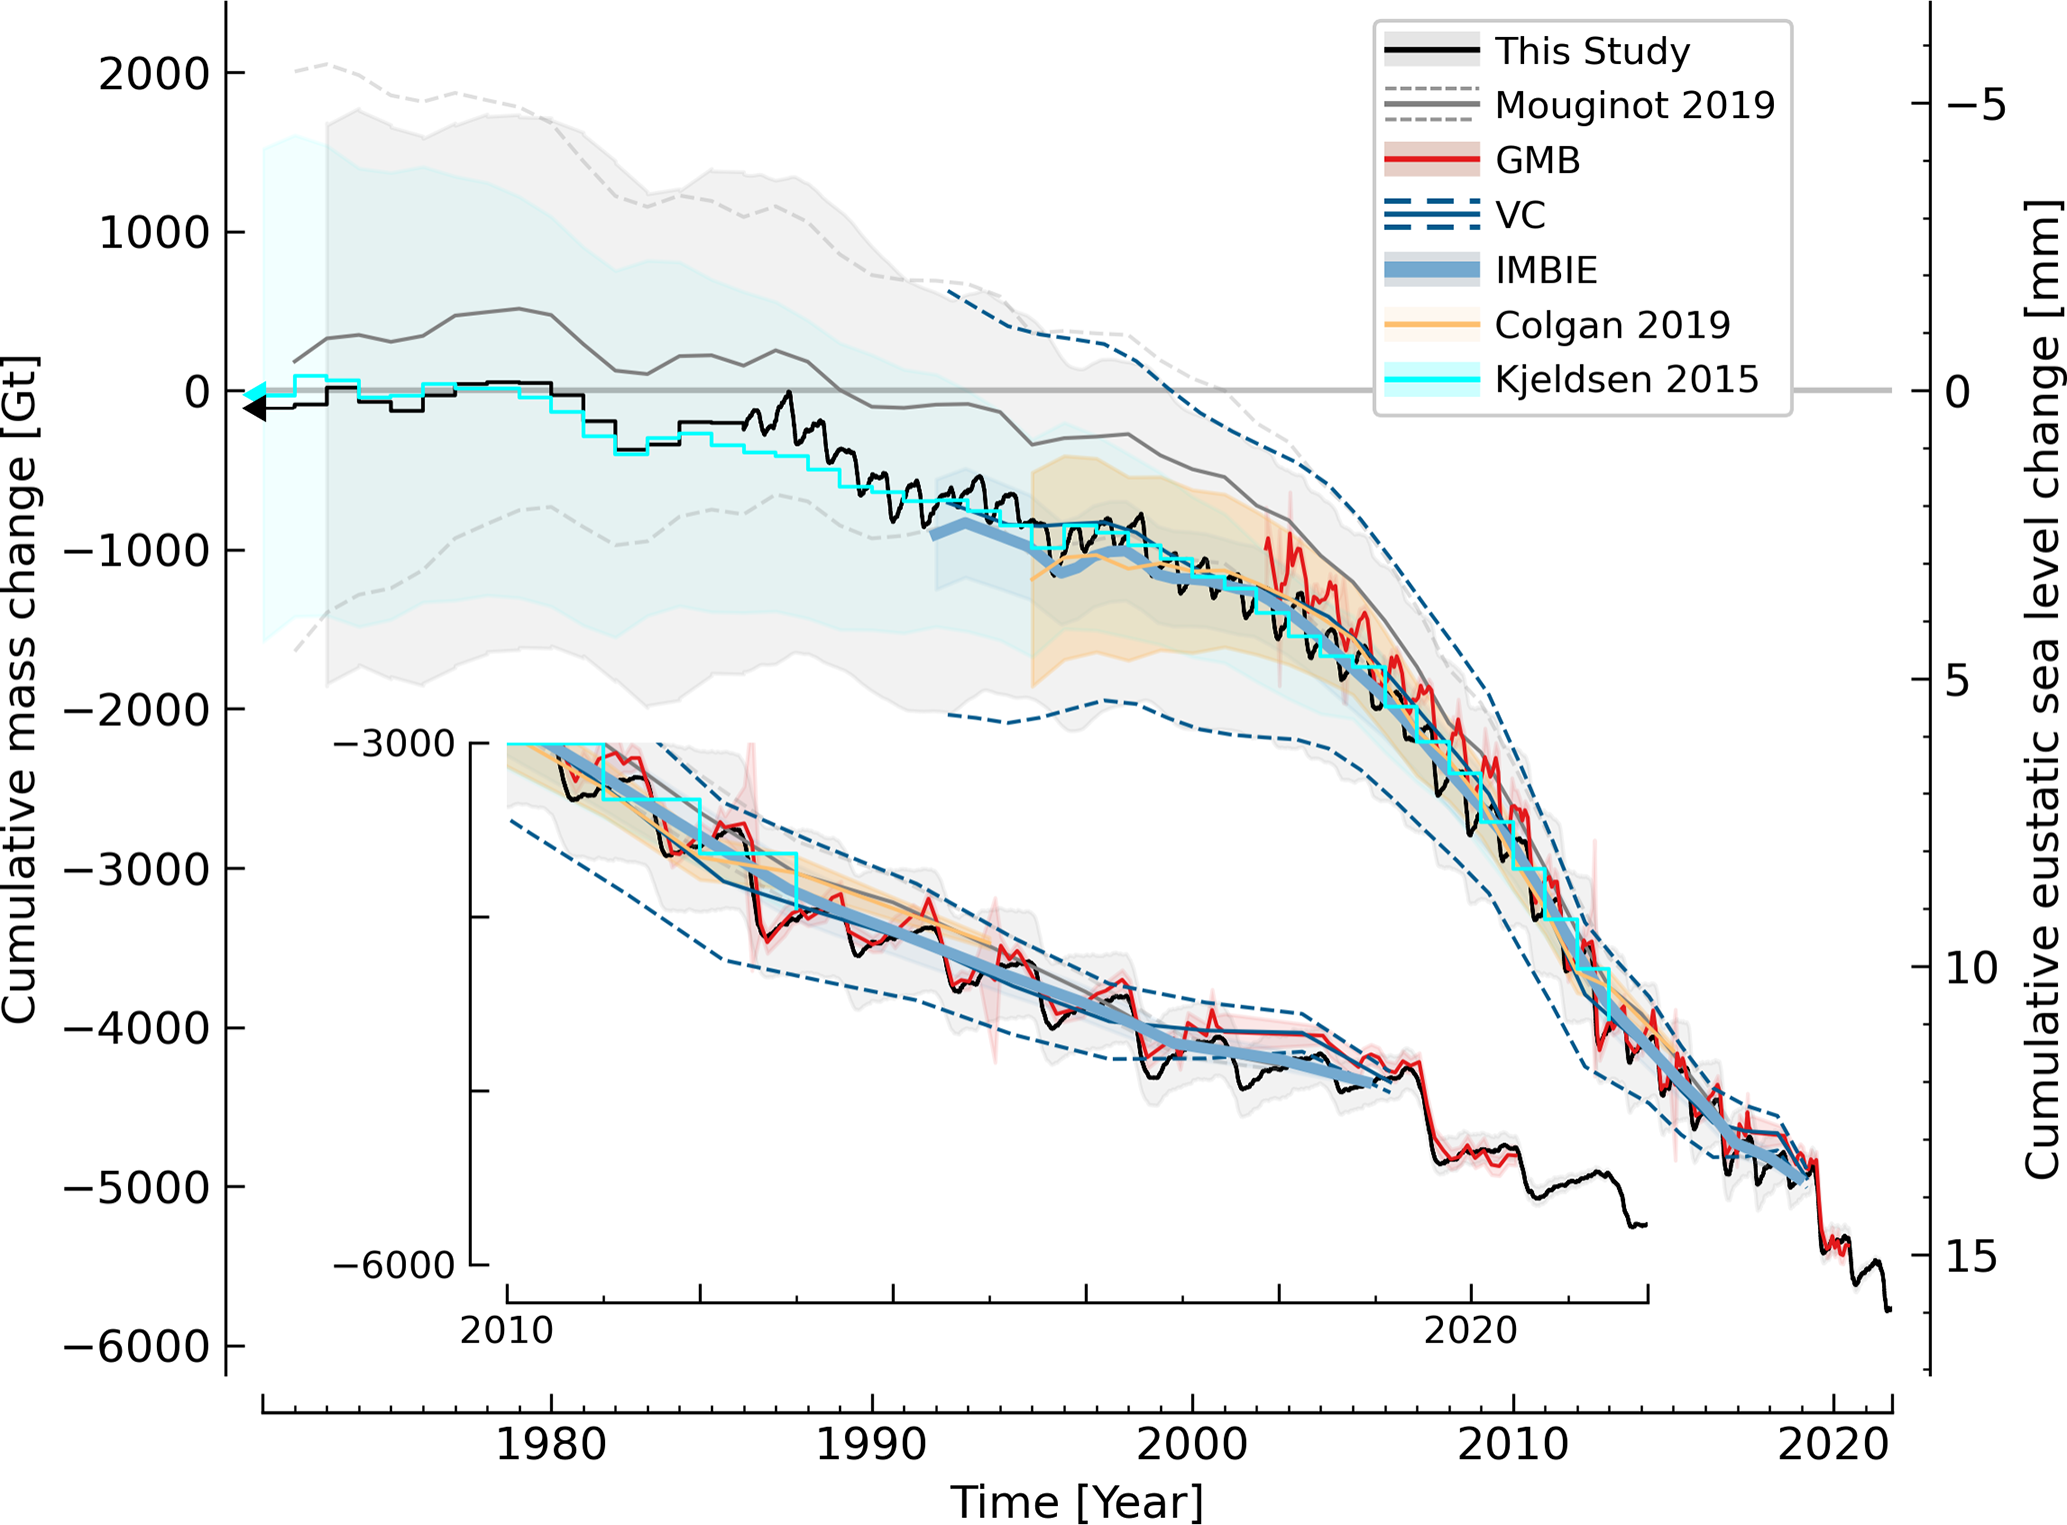 2000
1000
0
−1000
−2000
−3000
−4000
−5000
−6000
Cumulative mass change [Gt]
This Study
Mouginot 2019
GMB
VC
IMBIE
Colgan 2019
Kjeldsen 2015
−5
0
5
10
15
Cumulative eustatic sea level change [mm]
−3000
−6000
2010
2020
1980
1990
2000
2010
2020
Time [Year]